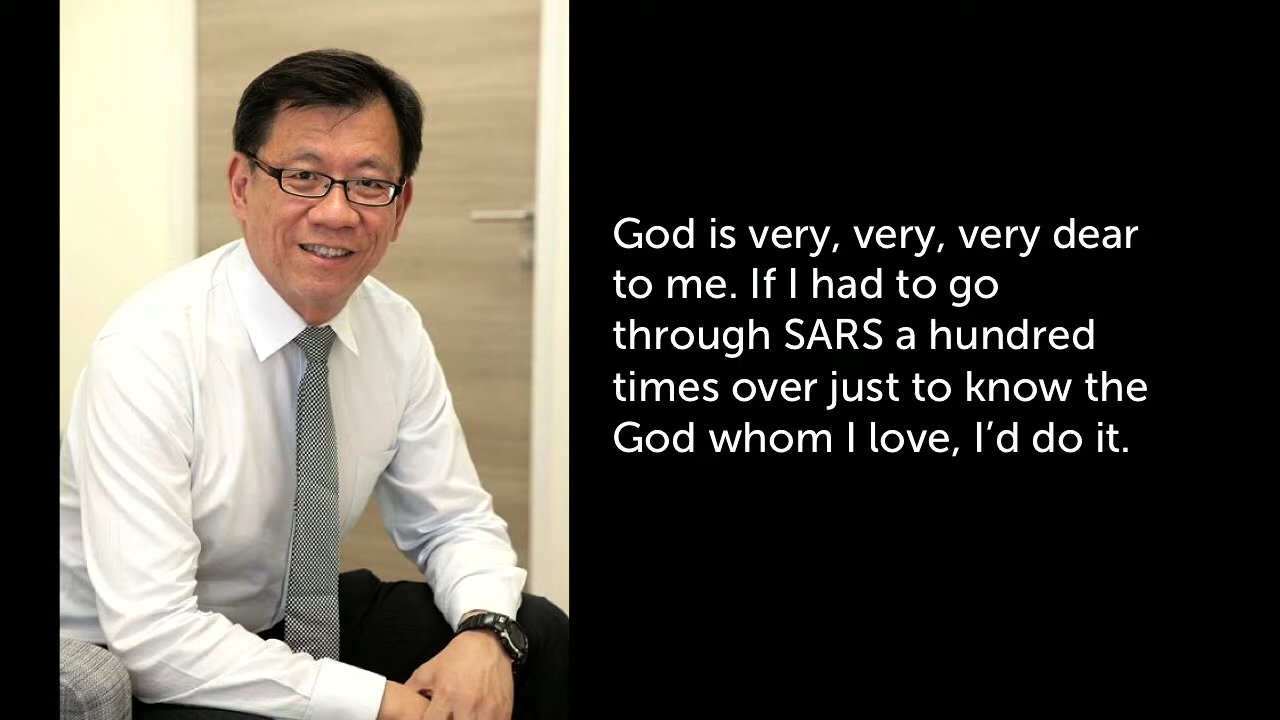 God is very, very, very dear
to me. If I had to go
through SARS a hundred
times over just to know the
God whom I love, I’d do it.